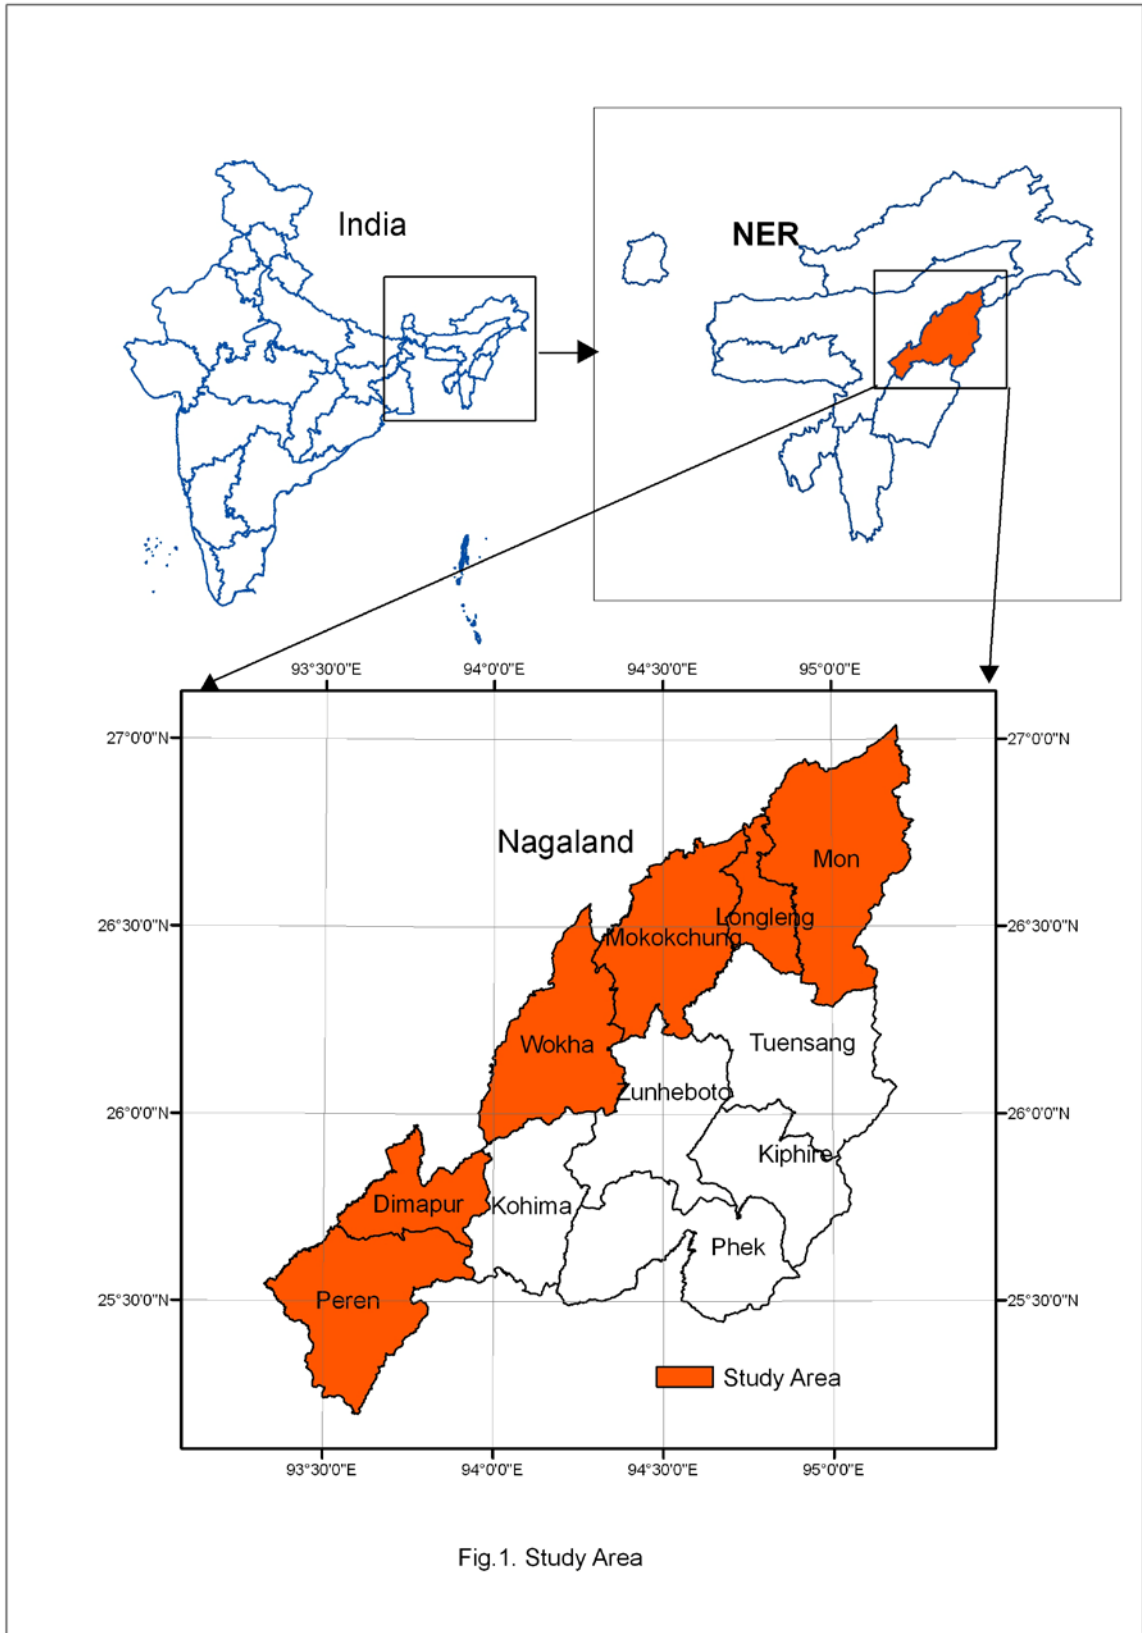 India
NER
93°30'0"E 94°0'0"E 94°30'0"E 95°0'0"E
27°0'0"N 27°0'0"N
Nagaland
Mon
Longleng
26°30'0"N 26°30'0"N
Mokokchung
Wokha
Tuensang
Zunheboto
26°0'0"N 26°0'0"N
Kiphire
Dimapur
Kohima
Phek
Peren
25°30'0"N 25°30'0"N
Study Area
93°30'0"E 94°0'0"E 94°30'0"E 95°0'0"E
Fig.1. Study Area